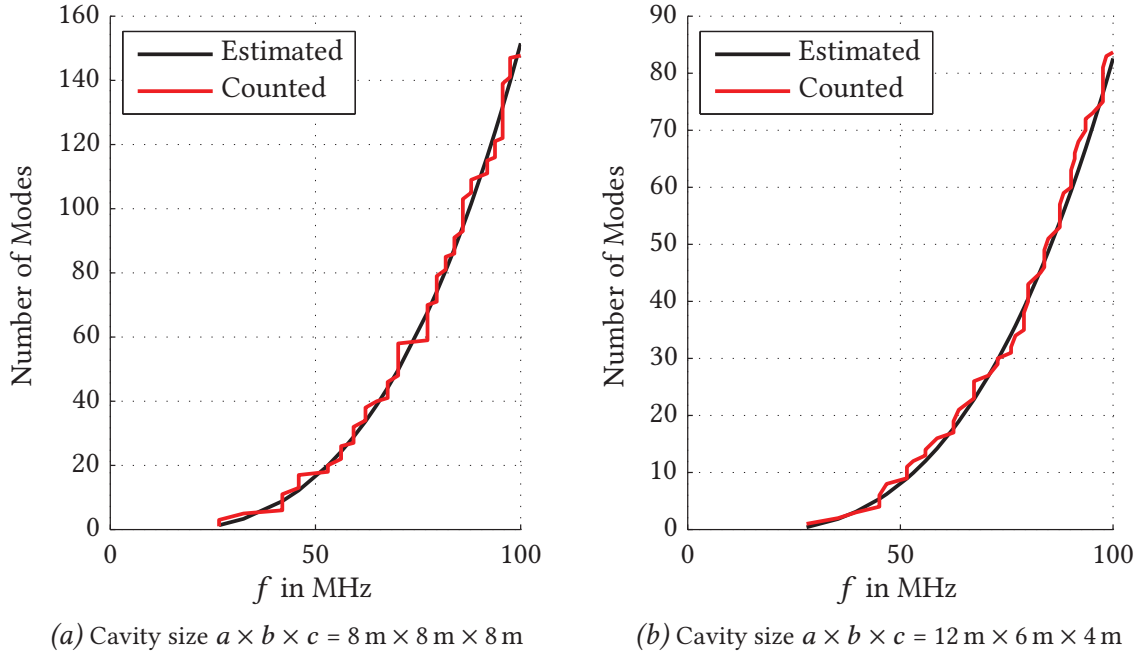 160
140
120
100
80
60
40
20
0
Number of Modes
Estimated
Counted
0
50
100
f in MHz
(a) Cavity size a × b × c = 8 m × 8 m × 8 m
90
80
70
60
50
40
30
20
10
0
Number of Modes
Estimated
Counted
0
50
100
f in MHz
(b) Cavity size a × b × c = 12 m × 6 m × 4 m